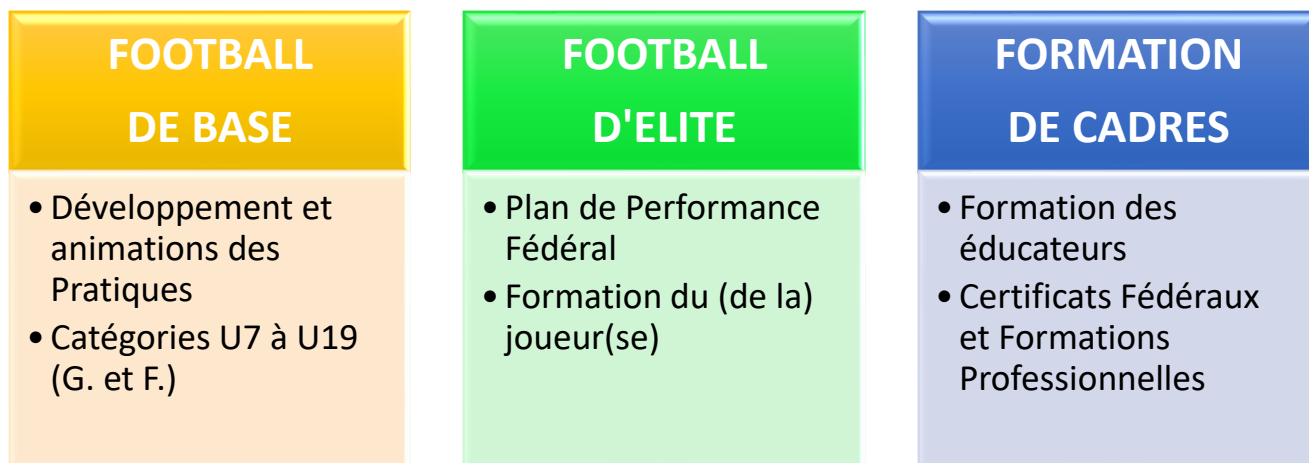 FOOTBALL
DE BASE
• Développement et
animations des
Pratiques
• Catégories U7 à U19
(G. et F.)
FOOTBALL
D'ELITE
• Plan de Performance
Fédéral
• Formation du (de la)
joueur(se)
FORMATION
DE CADRES
• Formation des
éducateurs
• Certificats Fédéraux
et Formations
Professionnelles